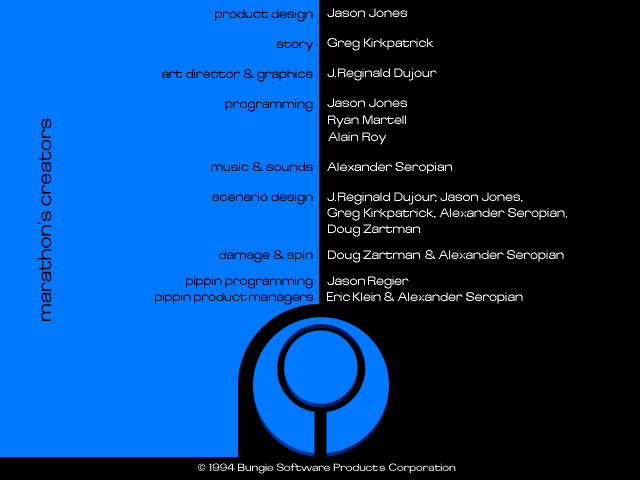 product design Jason Jones
story Greg Kirkpatrick
art director & graphics J.Reginald Dujour
programming Jason Jones
Ryan Martell
Alain Roy
music & sounds Alexander Seropian
scenario design J.Reginald Dujour, Jason Jones,
Greg Kirkpatrick, Alexander Seropian,
Doug Zartman
damage & spin Doug Zartman & Alexander Seropian
pippin programming Jason Regier
pippin product managers Eric Klein & Alexander Seropian
marathon's creators
© 1994 Bungie Software Products Corporation